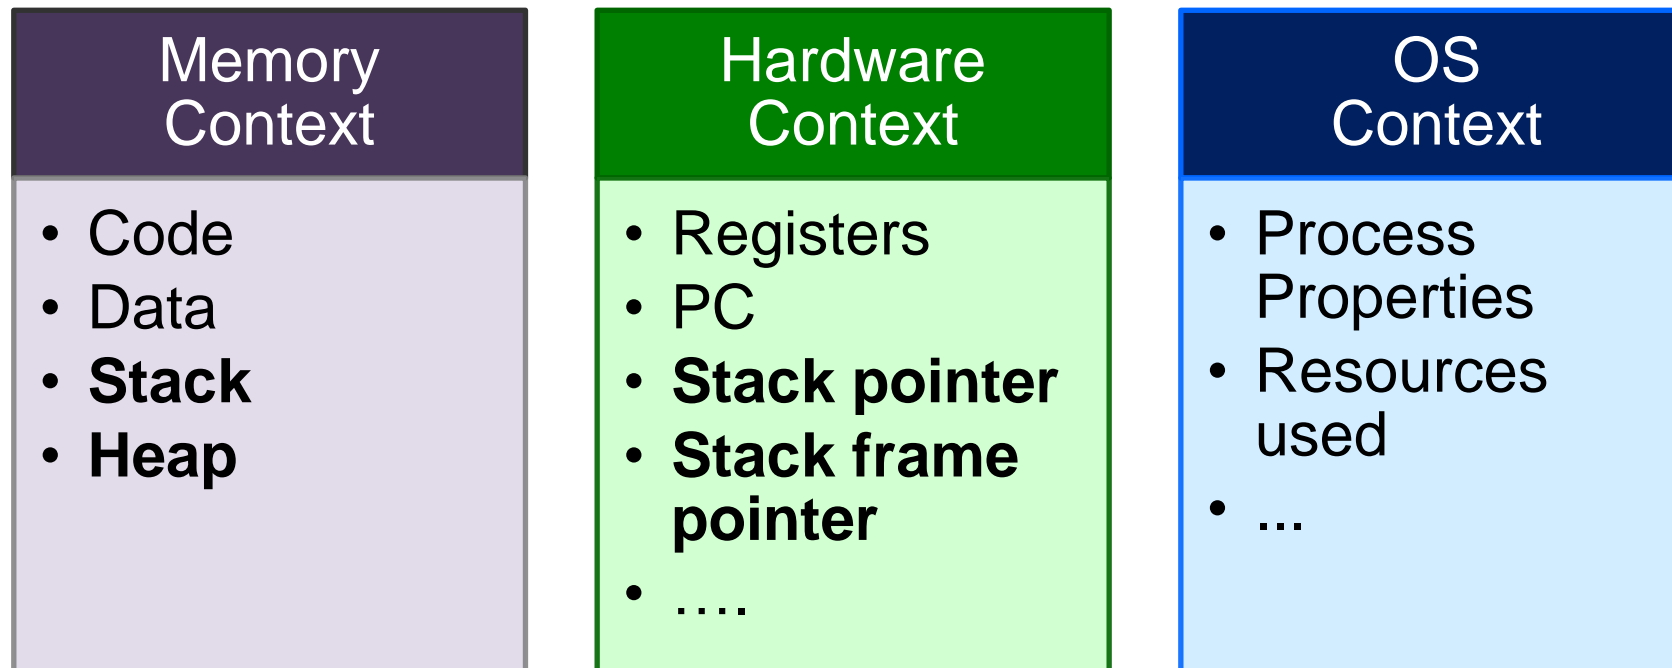 Memory
Context
• Code
• Data
• Stack
• Heap
Hardware
Context
• Registers
• PC
• Stack pointer
• Stack frame
pointer
• ….
OS
Context
• Process
Properties
• Resources
used
• ...